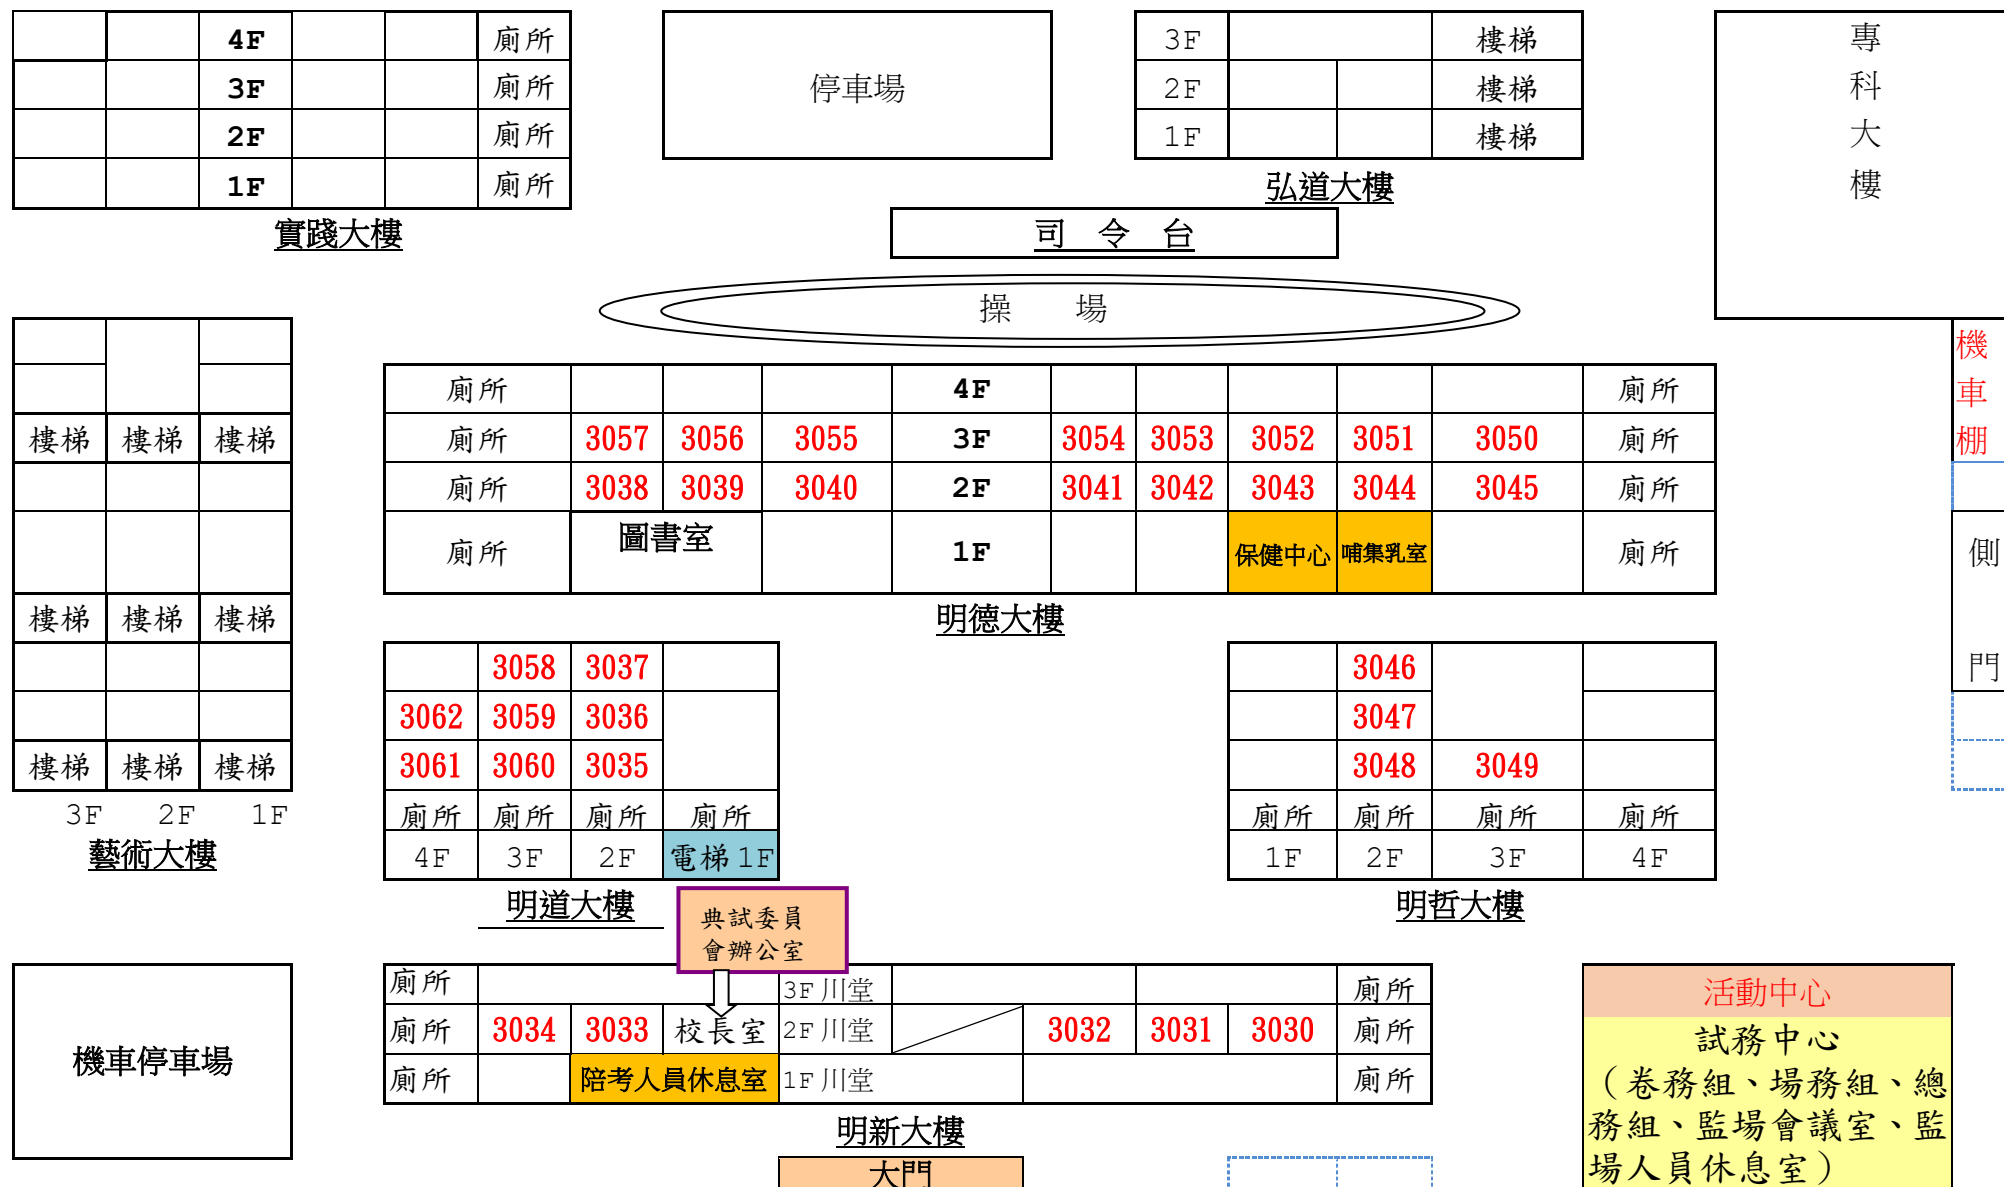 4F 廁所
3F 廁所
2F 廁所
1F 廁所
實踐大樓
停車場
3F 樓梯
2F 樓梯
1F 樓梯
弘道大樓
專
科
大
樓
司 令 台
操 場
機
車
棚
側
門
樓梯 樓梯 樓梯
樓梯 樓梯 樓梯
樓梯 樓梯 樓梯
3F 2F 1F
藝術大樓
廁所 4F 廁所
廁所 3057 3056 3055 3F 3054 3053 3052 3051 3050 廁所
廁所 3038 3039 3040 2F 3041 3042 3043 3044 3045 廁所
廁所 圖書室 1F 保健中心 哺集乳室 廁所
明德大樓
3058 3037
3062 3059 3036
3061 3060 3035
廁所 廁所 廁所 廁所
4F 3F 2F 電梯1F
明道大樓
3046
3047
3048 3049
廁所 廁所 廁所 廁所
1F 2F 3F 4F
明哲大樓
典試委員
會辦公室
機車停車場
廁所 3F川堂 廁所
廁所 3034 3033 校長室 2F川堂 3032 3031 3030 廁所
廁所 陪考人員休息室 1F川堂 廁所
明新大樓
大門
活動中心
試務中心
（卷務組、場務組、總
務組、監場會議室、監
場人員休息室）